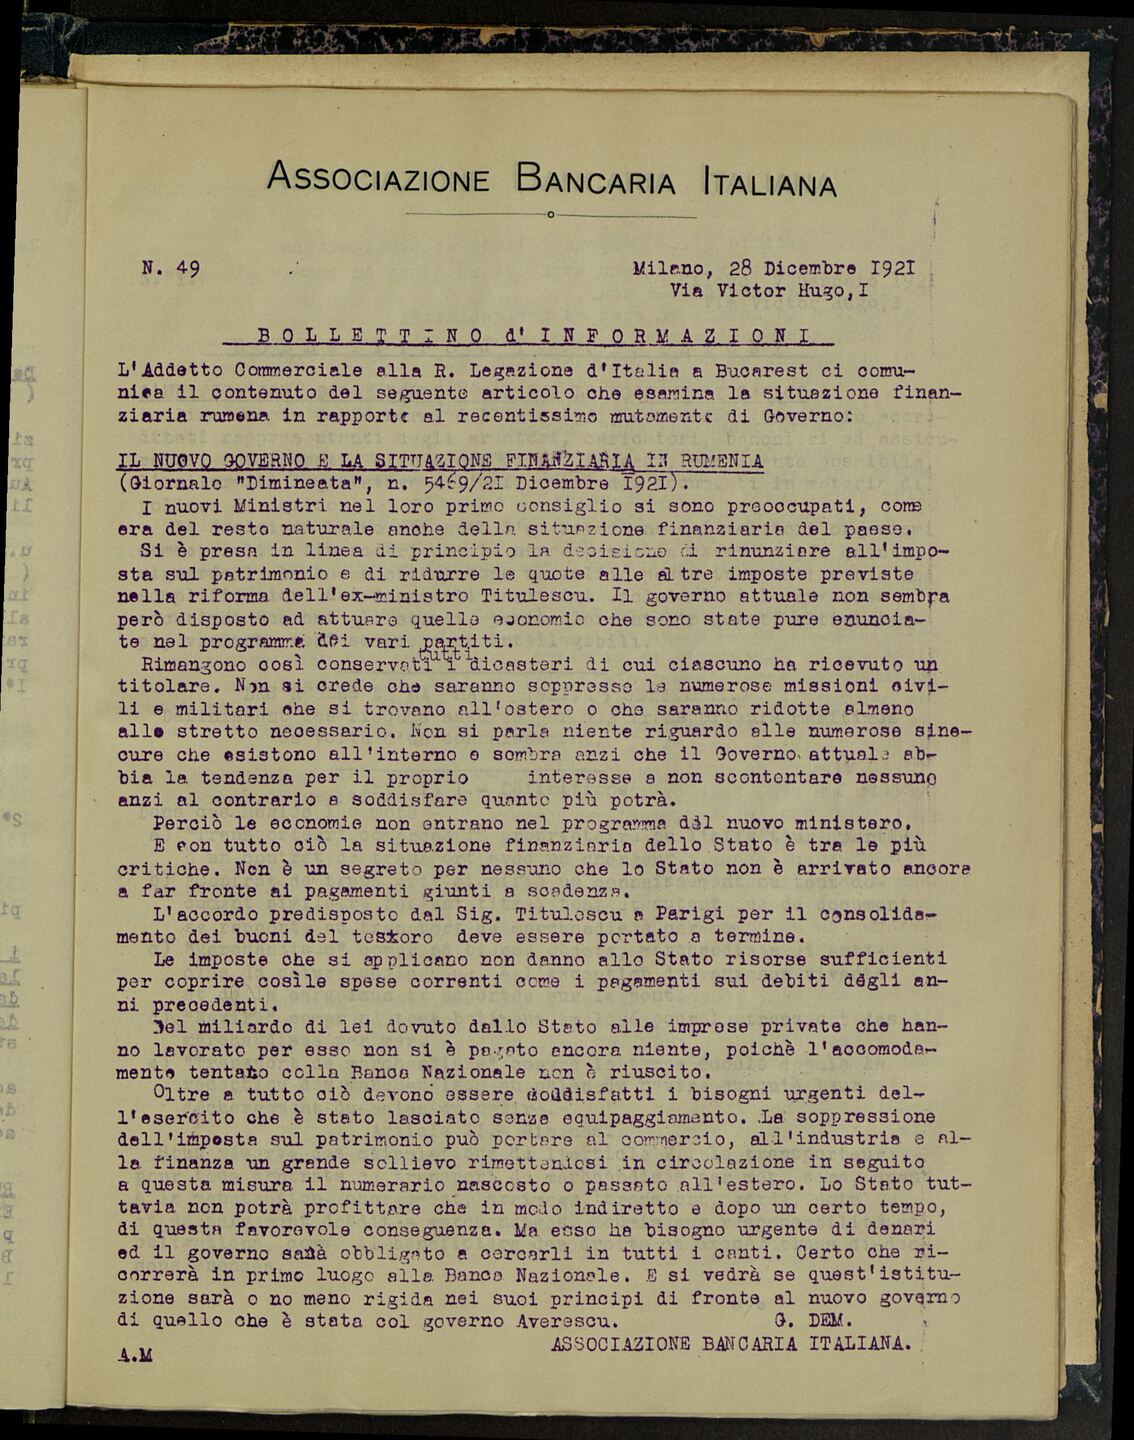 ASSOCIAZIONE BANCARIA ITALIANA
N. 49
Milano, 28 Dicembre 1921
Via Victor Hugo, I
BOLLETTINO d'INFORMAZIONI
L'Addetto Commerciale alla R. Legazione d'Italia a Bucarest ci comu-
nica il contenuto del seguente articolo che esamina la situazione finan-
ziaria rumena in rapporto al recentissimo mutamento di Governo:
IL NUOVO GOVERNO E LA SITUAZIONE FINANZIARIA IN RUMENIA
(Giornale "Dimineata", n. 5469/21 Dicembre 1921).
I nuovi Ministri nel loro primo consiglio si sono preoccupati, come
era del resto naturale anche della situazione finanziaria del paese.
Si è presa in linea di principio la decisione di rinunziare all'impo-
sta sul patrimonio e di ridurre le quote alle altre imposte previste
nella riforma dell'ex-ministro Titulescu. Il governo attuale non sembra
però disposto ad attuare quelle economie che sono state pure enuncia-
te nel programma dei vari partiti.
Rimangono così conservati tutti i dicasteri di cui ciascuno ha ricevuto un
titolare. Non si crede che saranno soppresse le numerose missioni civi-
li e militari che si trovano all'estero o che saranno ridotte almeno
allo stretto necessario. Non si parla niente riguardo alle numerose sine-
cure che esistono all'interno e sembra anzi che il Governo attuale ab-
bia la tendenza per il proprio interesse a non scontentare nessuno
anzi al contrario a soddisfare quanto più potrà.
Perciò le economie non entrano nel programma dil nuovo ministero.
E con tutto ciò la situazione finanziaria dello Stato è tra le più
critiche. Non è un segreto per nessuno che lo Stato non è arrivato ancora
a far fronte ai pagamenti giunti a scadenza.
L'accordo predisposto dal Sig. Titulescu a Parigi per il consolida-
mento dei buoni del tesoro deve essere portato a termine.
Le imposte che si applicano non danno allo Stato risorse sufficienti
per coprire cosìle spese correnti come i pagamenti sui debiti dégli an-
ni precedenti.
Del miliardo di lei dovuto dallo Stato alle imprese private che han-
no lavorato per esso non si è pagato ancora niente, poichè l'accomoda-
mento tentato colla Banca Nazionale non è riuscito.
Oltre a tutto ciò devono essere soddisfatti i bisogni urgenti del-
l'esercito che è stato lasciato senza equipaggiamento. La soppressione
dell'imposta sul patrimonio può portare al commercio, all'industria e al-
la finanza un grande sollievo rimettendosi in circolazione in seguito
a questa misura il numerario nascosto o passato all'estero. Lo Stato tut-
tavia non potrà profittare che in modo indiretto e dopo un certo tempo,
di questa favorevole conseguenza. Ma esso ha bisogno urgente di denari
ed il governo sarà obbligato a cercarli in tutti i canti. Certo che ri-
correrà in primo luogo alla Banca Nazionale. E si vedrà se quest'istitu-
zione sarà o no meno rigida nei suoi principi di fronte al nuovo governo
di quello che è stata col governo Averescu. G. DEM.
ASSOCIAZIONE BANCARIA ITALIANA.
A.M